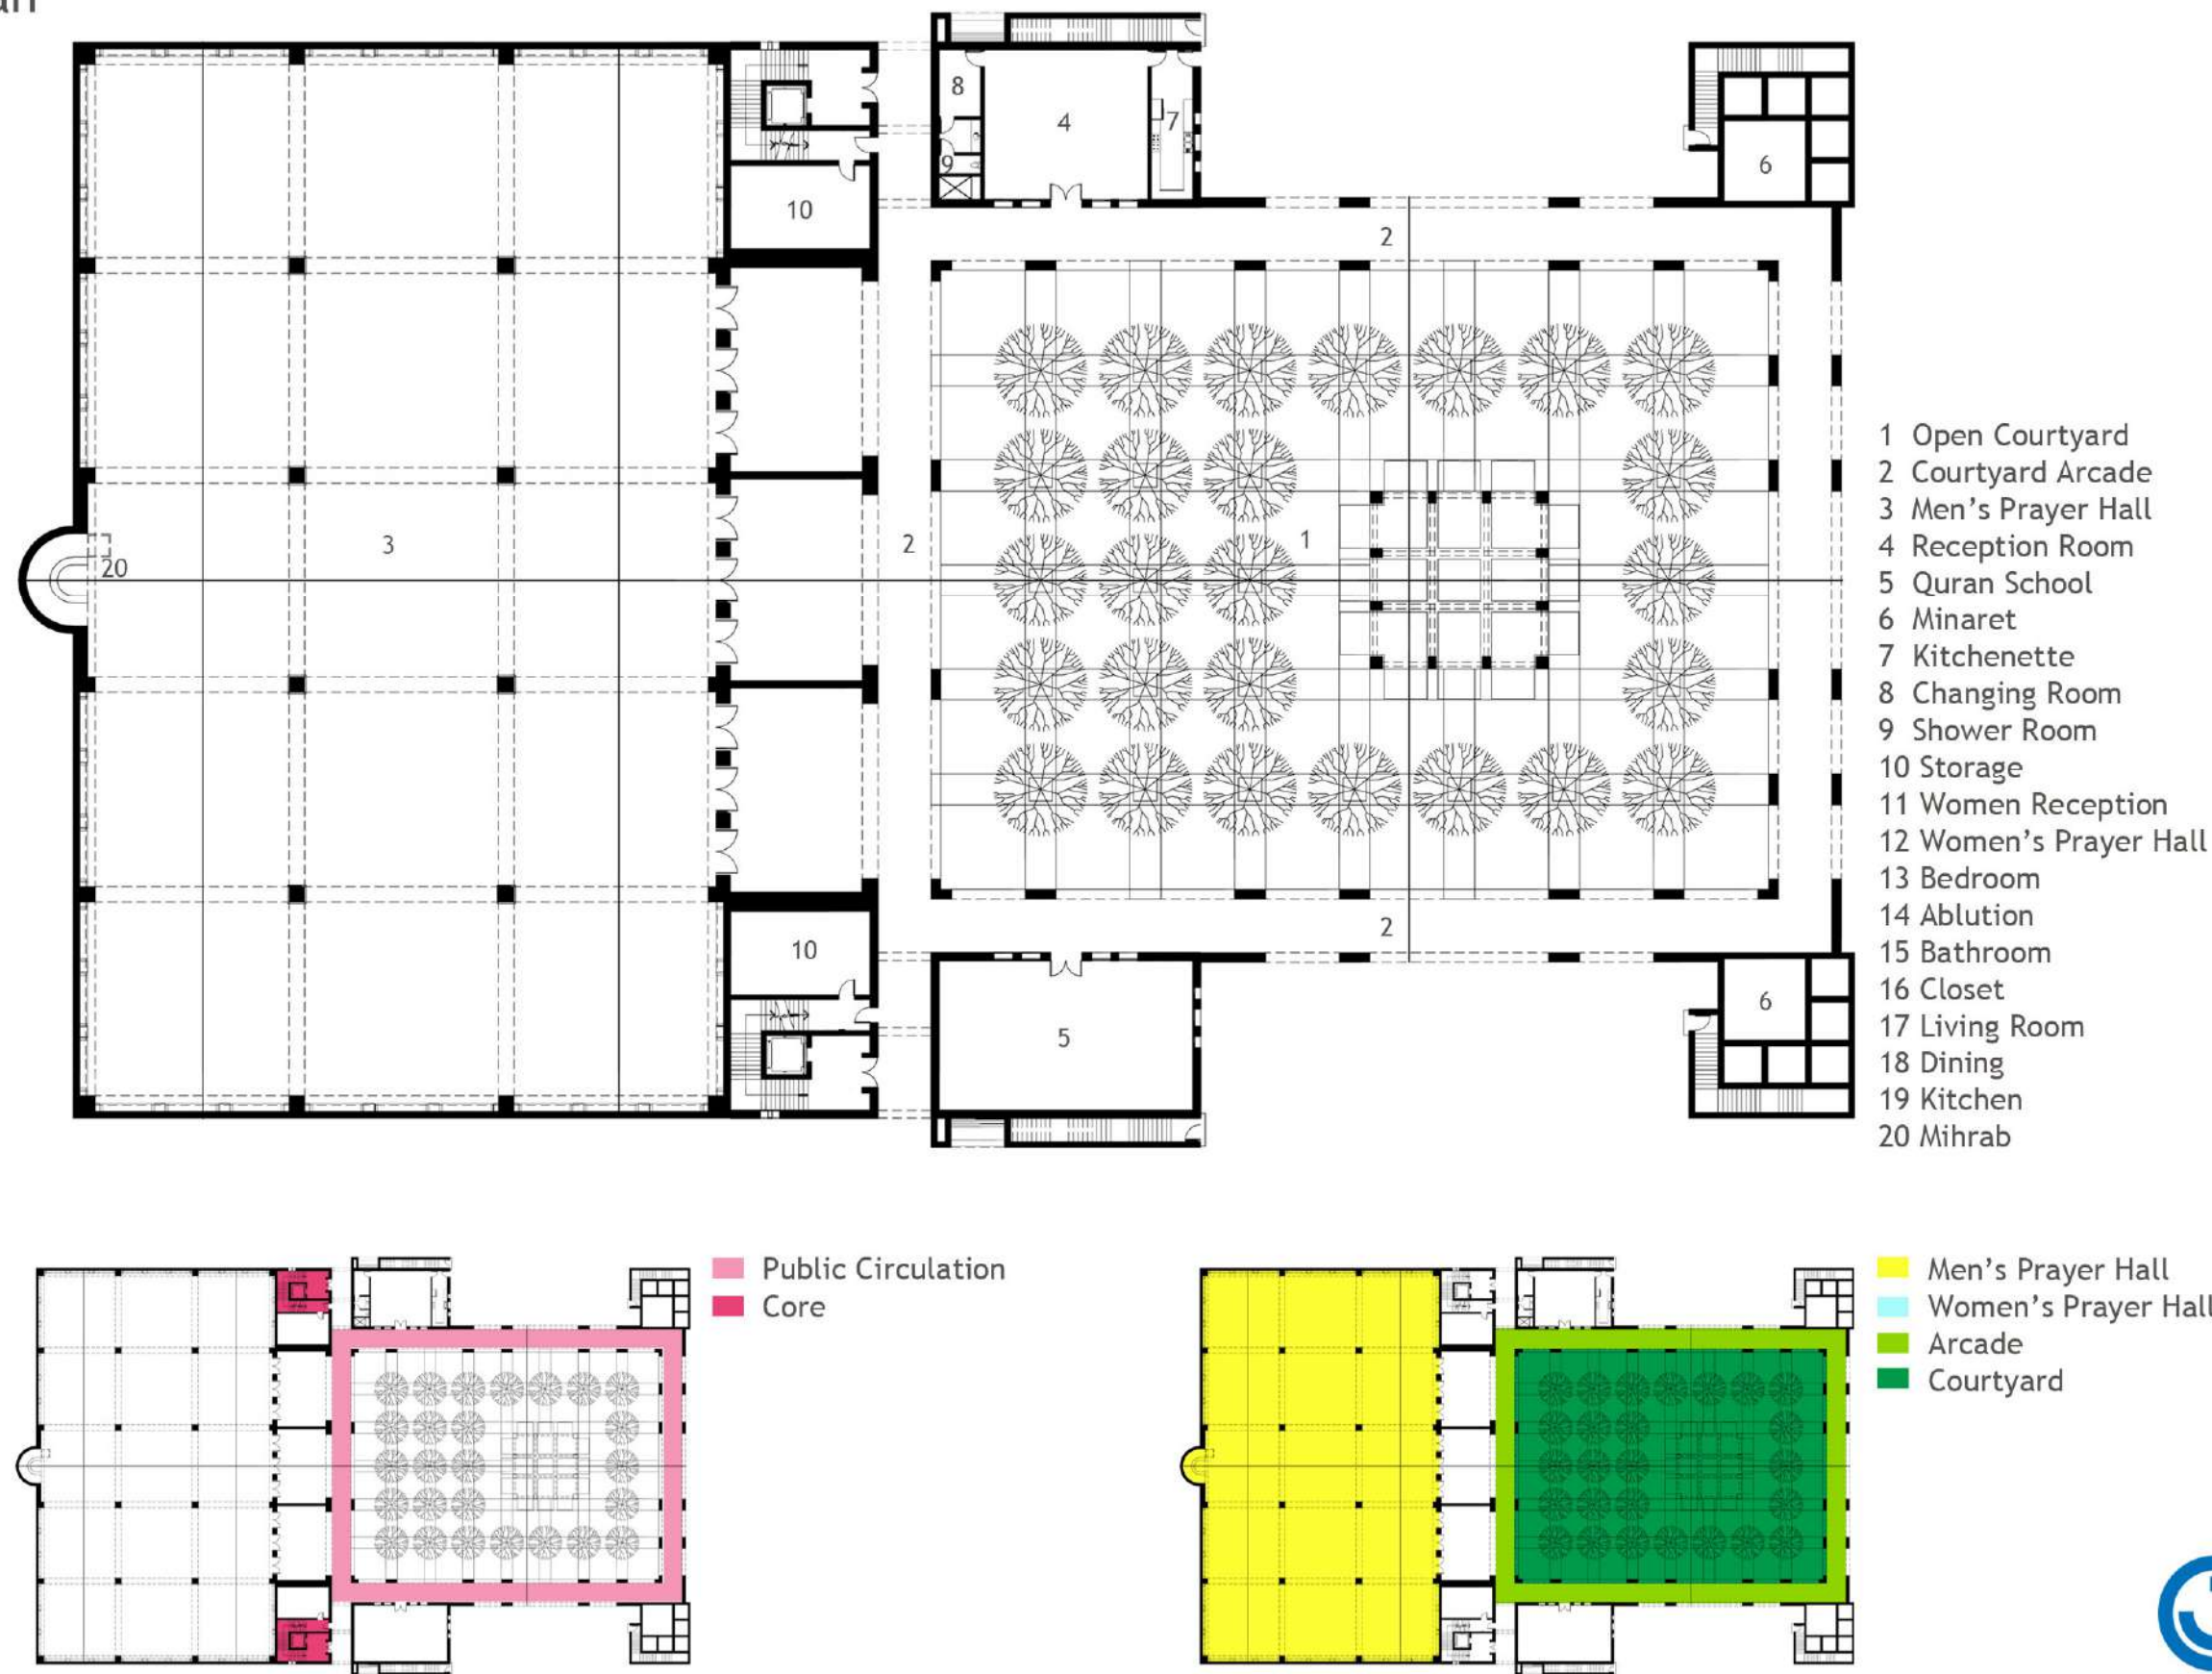 8
4
7
6
10
2
1
3
2
20
2
10
6
5
1 Open Courtyard
2 Courtyard Arcade
3 Men's Prayer Hall
4 Reception Room
5 Quran School
6 Minaret
7 Kitchenette
8 Changing Room
9 Shower Room
10 Storage
11 Women Reception
12 Women's Prayer Hall
13 Bedroom
14 Ablution
15 Bathroom
16 Closet
17 Living Room
18 Dining
19 Kitchen
20 Mihrab
9
Public Circulation
Core
Men's Prayer Hall
Women's Prayer Hall
Arcade
Courtyard